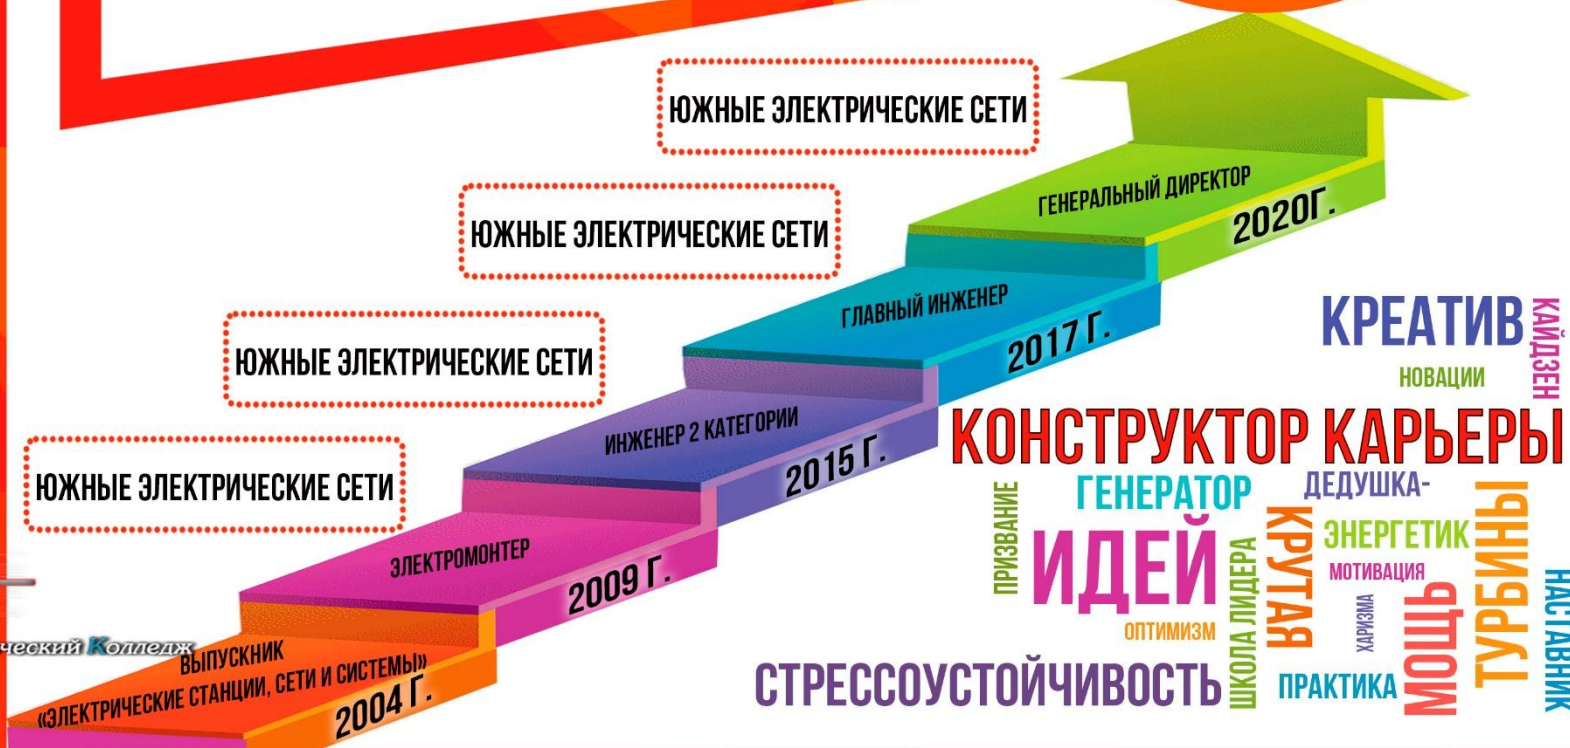 ЮЖНЫЕ ЭЛЕКТРИЧЕСКИЕ СЕТИ
ГЕНЕРАЛЬНЫЙ ДИРЕКТОР
2020Г.
ЮЖНЫЕ ЭЛЕКТРИЧЕСКИЕ СЕТИ
ГЛАВНЫЙ ИНЖЕНЕР
2017 Г.
ЮЖНЫЕ ЭЛЕКТРИЧЕСКИЕ СЕТИ
ИНЖЕНЕР 2 КАТЕГОРИИ
2015 Г.
ЮЖНЫЕ ЭЛЕКТРИЧЕСКИЕ СЕТИ
ЭЛЕКТРОМОНТЕР
2009 Г.
ческий Колледж
ВЫПУСКНИК
«ЭЛЕКТРИЧЕСКИЕ СТАНЦИИ, СЕТИ И СИСТЕМЫ»
2004 Г.
КРЕАТИВ
КАЙДЗЕН
НОВАЦИИ
КОНСТРУКТОР КАРЬЕРЫ
ПРИЗВАНИЕ
ГЕНЕРАТОР
ИДЕЙ
ОПТИМИЗМ
СТРЕССОУСТОЙЧИВОСТЬ
ШКОЛА ЛИДЕРА
КРУТАЯ
ДЕДУШКА-
ЭНЕРГЕТИК
МОТИВАЦИЯ
ХАРИЗМА
ПРАКТИКА
МОЩЬ
ТУРБИНЫ
НАСТАВНИК